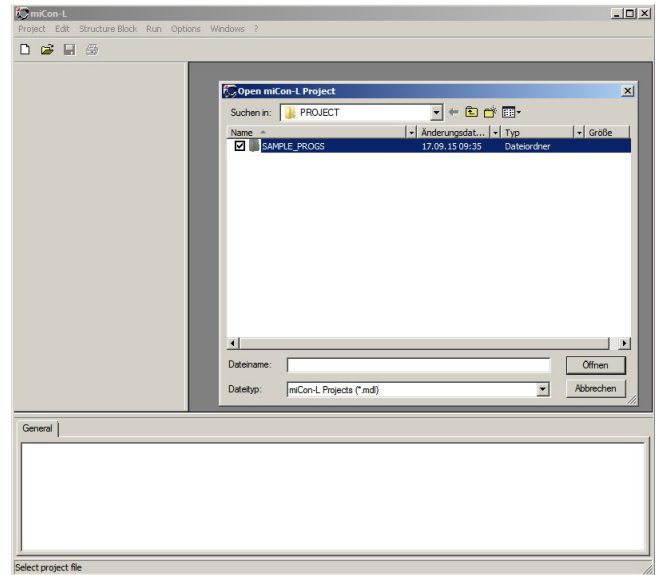 miCon-L
Project Edit Structure Block Run Options Windows ?
Open miCon-L Project
Suchen in: PROJECT
Name Änderungsdat... Typ Größe
SAMPLE_PROGS 17.09.15 09:35 Dateiordner
Dateiname: Öffnen
Dateityp: miCon-L Projects (*.mdl) Abbrechen
General
Select project file